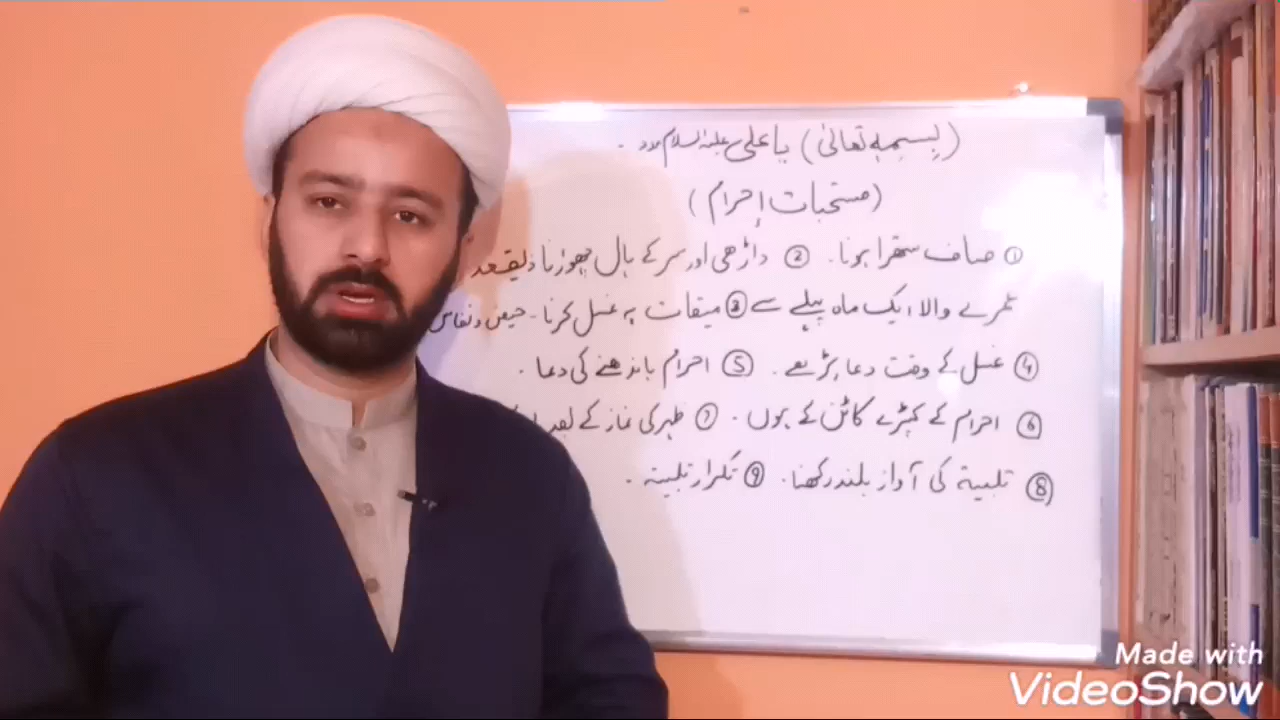 (بسمہ تعالیٰ) یا علی علیہ السلام مدد۔
(مستحبات إحرام)
① صاف ستھرا ہونا۔ ② داڑھی اور سر کے بال چھوڑنا ذیقعد
عمرے والا ایک ماہ پہلے سے ③ میقات پہ غسل کرنا۔ حیض و نفاس
④ غسل کے وقت دعا پڑھے۔ ⑤ احرام باندھنے کی دعا۔
⑥ احرام کے کپڑے کاٹن کے ہوں۔ ⑦ ظہر کی نماز کے بعد
⑧ تلبیۃ کی آواز بلند رکھنا۔ ⑨ تکرار تلبیۃ۔
Made with
VideoShow